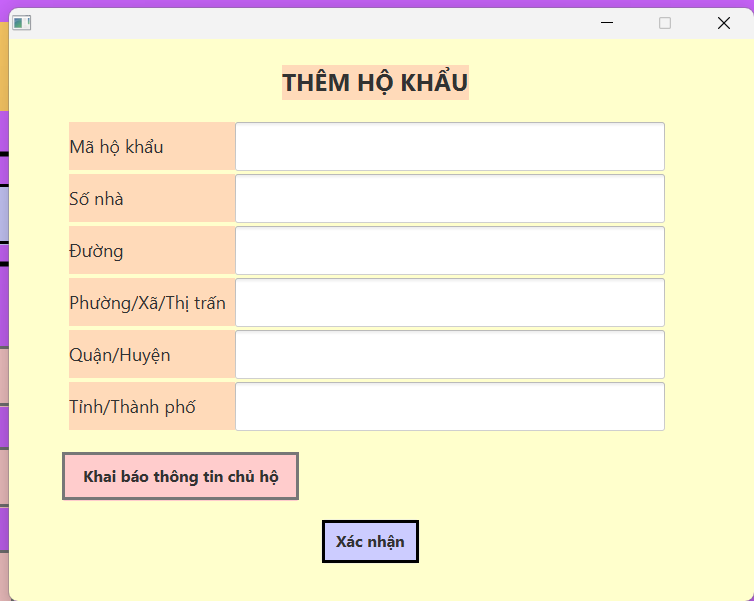 THÊM HỘ KHẨU
Mã hộ khẩu
Số nhà
Đường
Phường/Xã/Thị trấn
Quận/Huyện
Tỉnh/Thành phố
Khai báo thông tin chủ hộ
Xác nhận